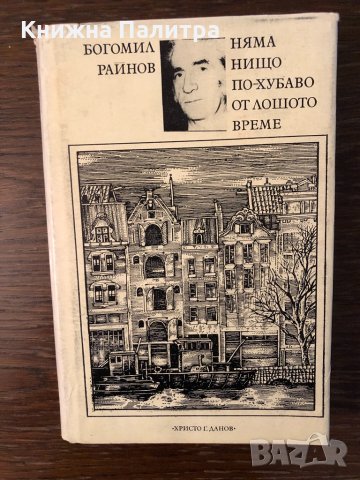 Книжна Палитра
БОГОМИЛ
РАЙНОВ
НЯМА
НИЩО
ПО-ХУБАВО
ОТ ЛОШОТО
ВРЕМЕ
·ХРИСТО Г. ДАНОВ·
BAZAR